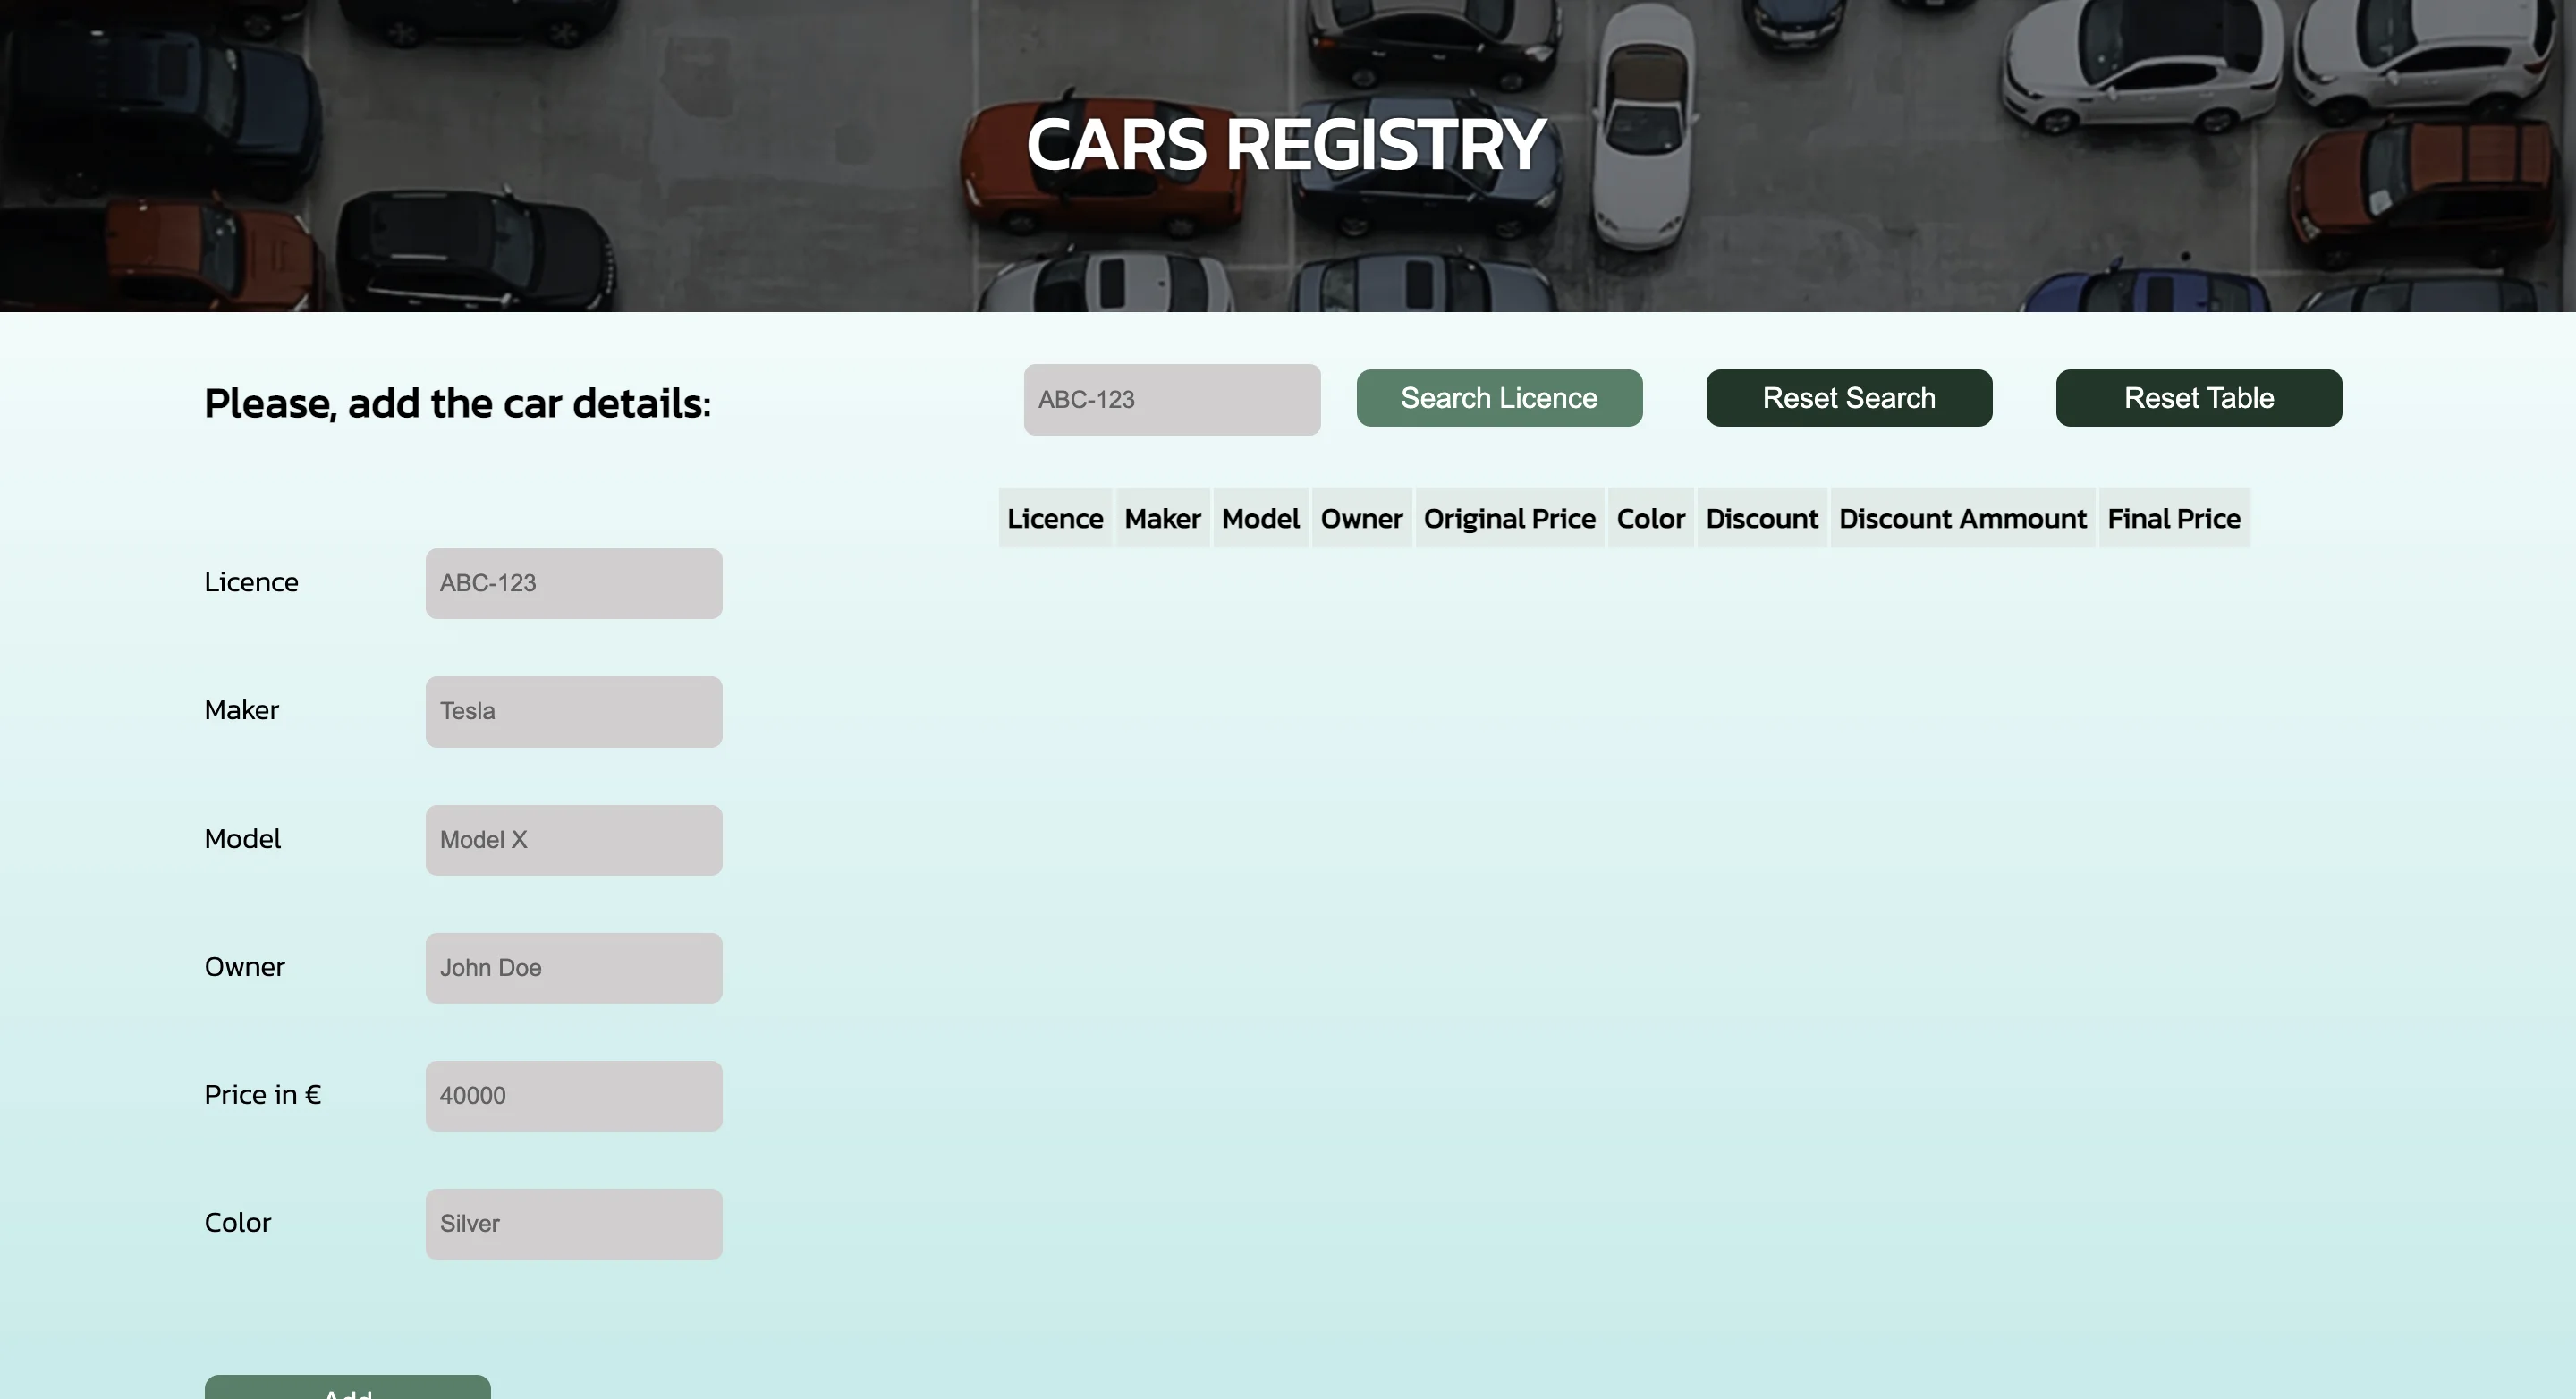 CARS REGISTRY
Please, add the car details:
ABC-123
Search Licence
Reset Search
Reset Table
Licence Maker Model Owner Original Price Color Discount Discount Ammount Final Price
Licence ABC-123
Maker Tesla
Model Model X
Owner John Doe
Price in € 40000
Color Silver
Add